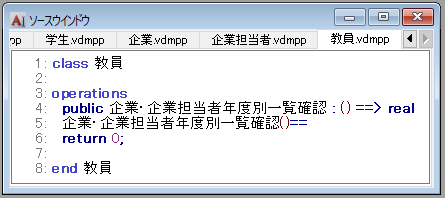 ソースウインドウ
pp 学生.vdmpp 企業.vdmpp 企業担当者.vdmpp 教員.vdmpp
1: class 教員
2:
3: operations
4: public 企業・企業担当者年度別一覧確認 : () ==> real
5: 企業・企業担当者年度別一覧確認()==
6: return 0;
7:
8: end 教員